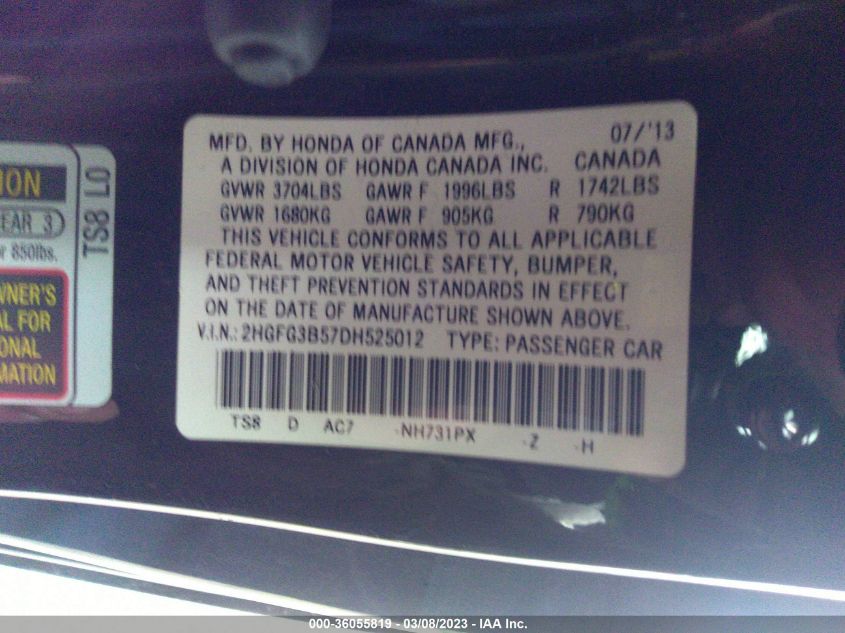 ION
EAR 3
r 850lbs.
WNER'S
AL FOR
ONAL
MATION
TS8 L0
MFD. BY HONDA OF CANADA MFG., 07/'13
A DIVISION OF HONDA CANADA INC. CANADA
GVWR 3704LBS GAWR F 1996LBS R 1742LBS
GVWR 1680KG GAWR F 905KG R 790KG
THIS VEHICLE CONFORMS TO ALL APPLICABLE
FEDERAL MOTOR VEHICLE SAFETY, BUMPER,
AND THEFT PREVENTION STANDARDS IN EFFECT
ON THE DATE OF MANUFACTURE SHOWN ABOVE.
V.I.N.: 2HGFG3B57DH525012 TYPE: PASSENGER CAR
TS8 D AC7 -NH731PX -Z -H
000-36055819 - 03/08/2023 - IAA Inc.